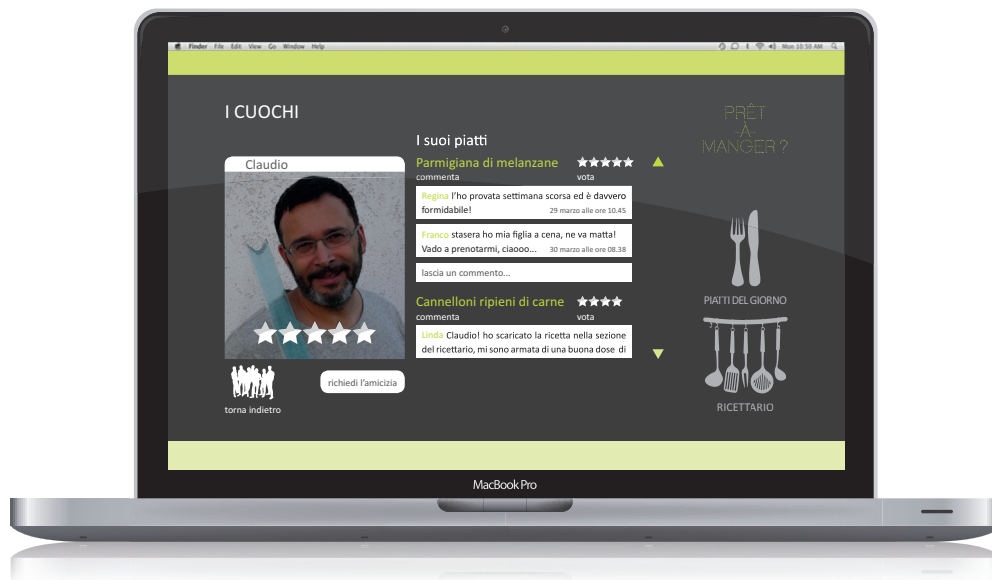 Finder File Edit View Go Window Help
Mon 10:50 AM
I CUOCHI
PRÊT
-À-
MANGER ?
Claudio
I suoi piatti
Parmigiana di melanzane
commenta vota
Regina l'ho provata settimana scorsa ed è davvero
formidabile! 29 marzo alle ore 10.45
Franco stasera ho mia figlia a cena, ne va matta!
Vado a prenotarmi, ciaooo... 30 marzo alle ore 08.38
lascia un commento...
Cannelloni ripieni di carne
commenta vota
Linda Claudio! ho scaricato la ricetta nella sezione
del ricettario, mi sono armata di una buona dose di
PIATTI DEL GIORNO
RICETTARIO
richiedi l'amicizia
torna indietro
MacBook Pro